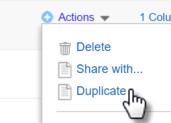 Actions 1 Colu
Delete
Share with...
Duplicate